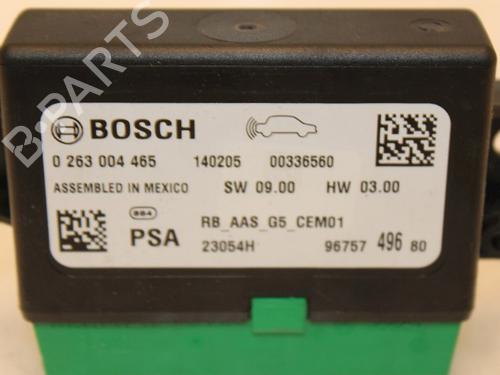 BOSCH
0 263 004 465 140205 00336560
ASSEMBLED IN MEXICO SW 09.00 HW 03.00
RB_AAS_G5_CEM01
PSA 23054H 96757 496 80